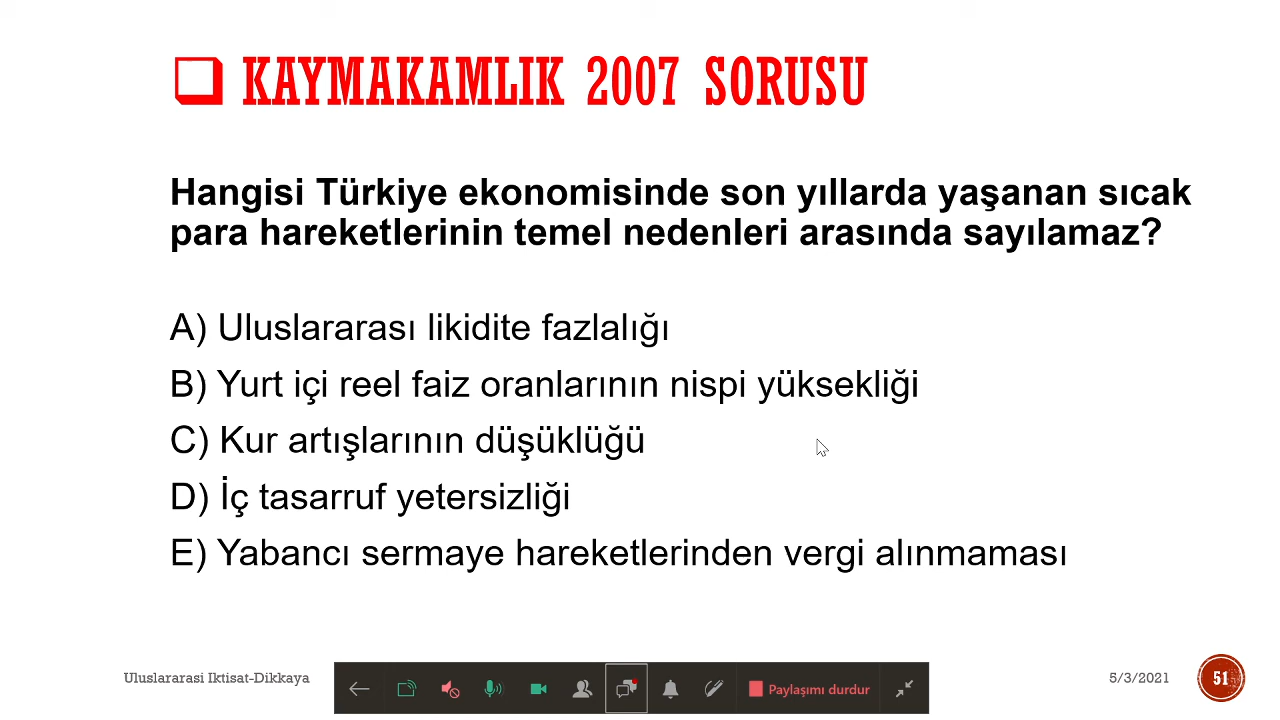 KAYMAKAMLIK 2007 SORUSU
Hangisi Türkiye ekonomisinde son yıllarda yaşanan sıcak
para hareketlerinin temel nedenleri arasında sayılamaz?
A) Uluslararası likidite fazlalığı
B) Yurt içi reel faiz oranlarının nispi yüksekliği
C) Kur artışlarının düşüklüğü
D) İç tasarruf yetersizliği
E) Yabancı sermaye hareketlerinden vergi alınmaması
Uluslararasi Iktisat-Dikkaya
Paylaşımı durdur
5/3/2021
51